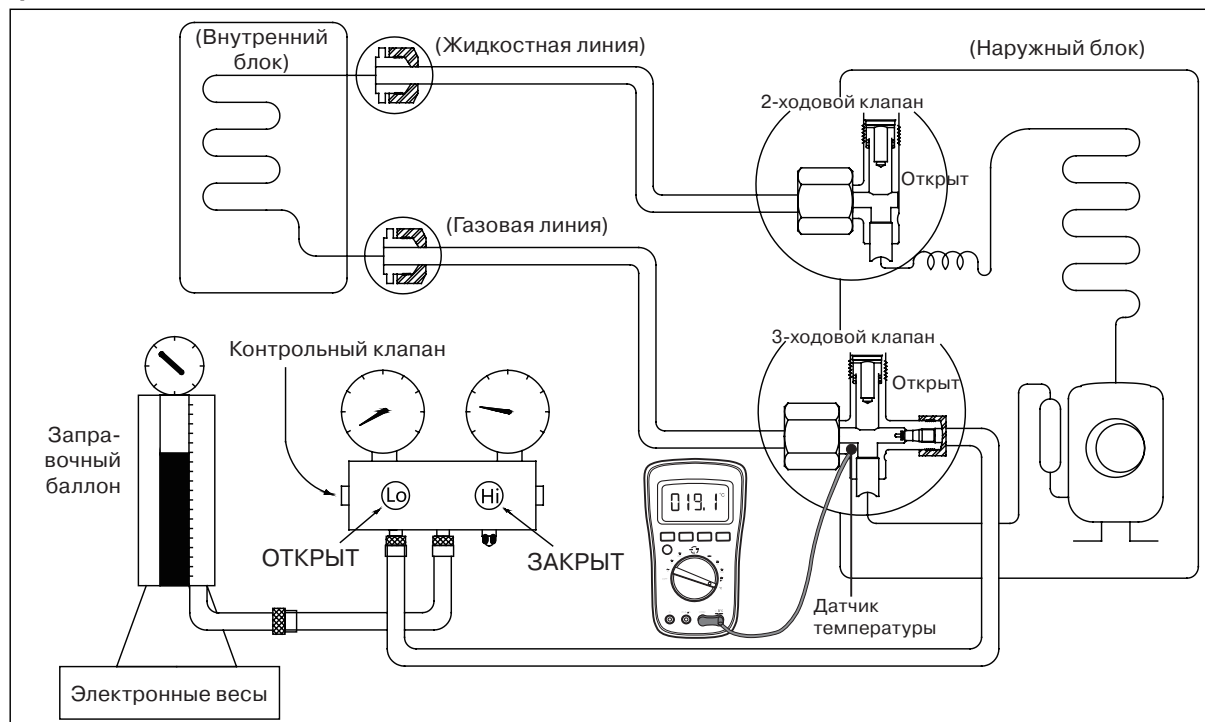 (Внутренний
блок)
(Жидкостная линия)
(Наружный блок)
2-ходовой клапан
Открыт
(Газовая линия)
3-ходовой клапан
Открыт
Контрольный клапан
Запра-
вочный
баллон
Lo
Hi
ОТКРЫТ
ЗАКРЫТ
019.1
°C
Датчик
температуры
Электронные весы